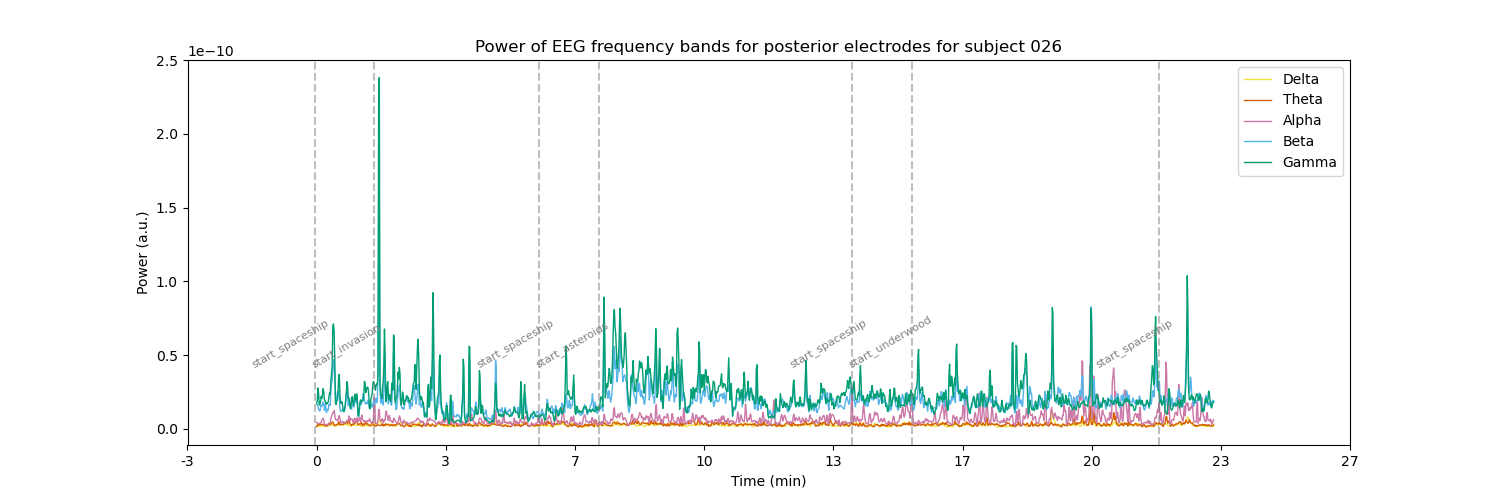 Power of EEG frequency bands for posterior electrodes for subject 026
1e−10
2.5
2.0
1.5
1.0
0.5
0.0
Power (a.u.)
start_spaceship
start_invasion
start_spaceship
start_asteroids
start_spaceship
start_underwood
start_spaceship
Delta
Theta
Alpha
Beta
Gamma
-3
0
3
7
10
13
17
20
23
27
Time (min)